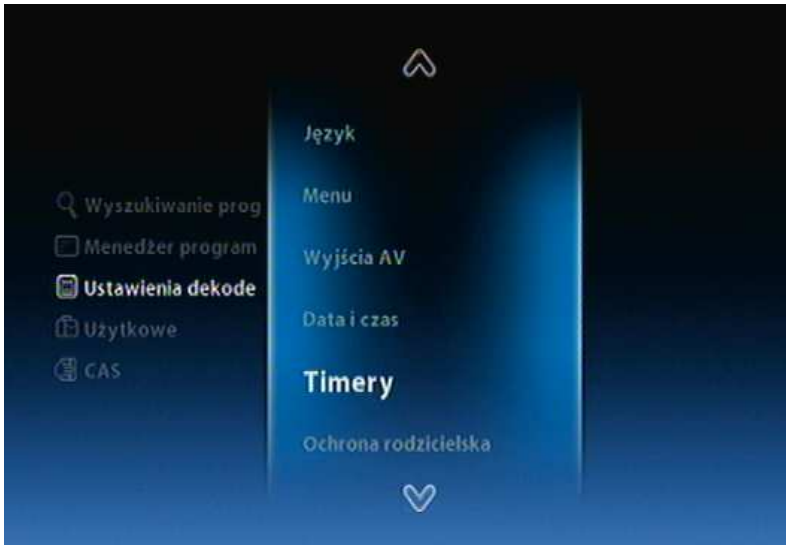 Wyszukiwanie prog
Menedżer program
Ustawienia dekode
Użytkowe
CAS
Język
Menu
Wyjścia AV
Data i czas
Timery
Ochrona rodzicielska